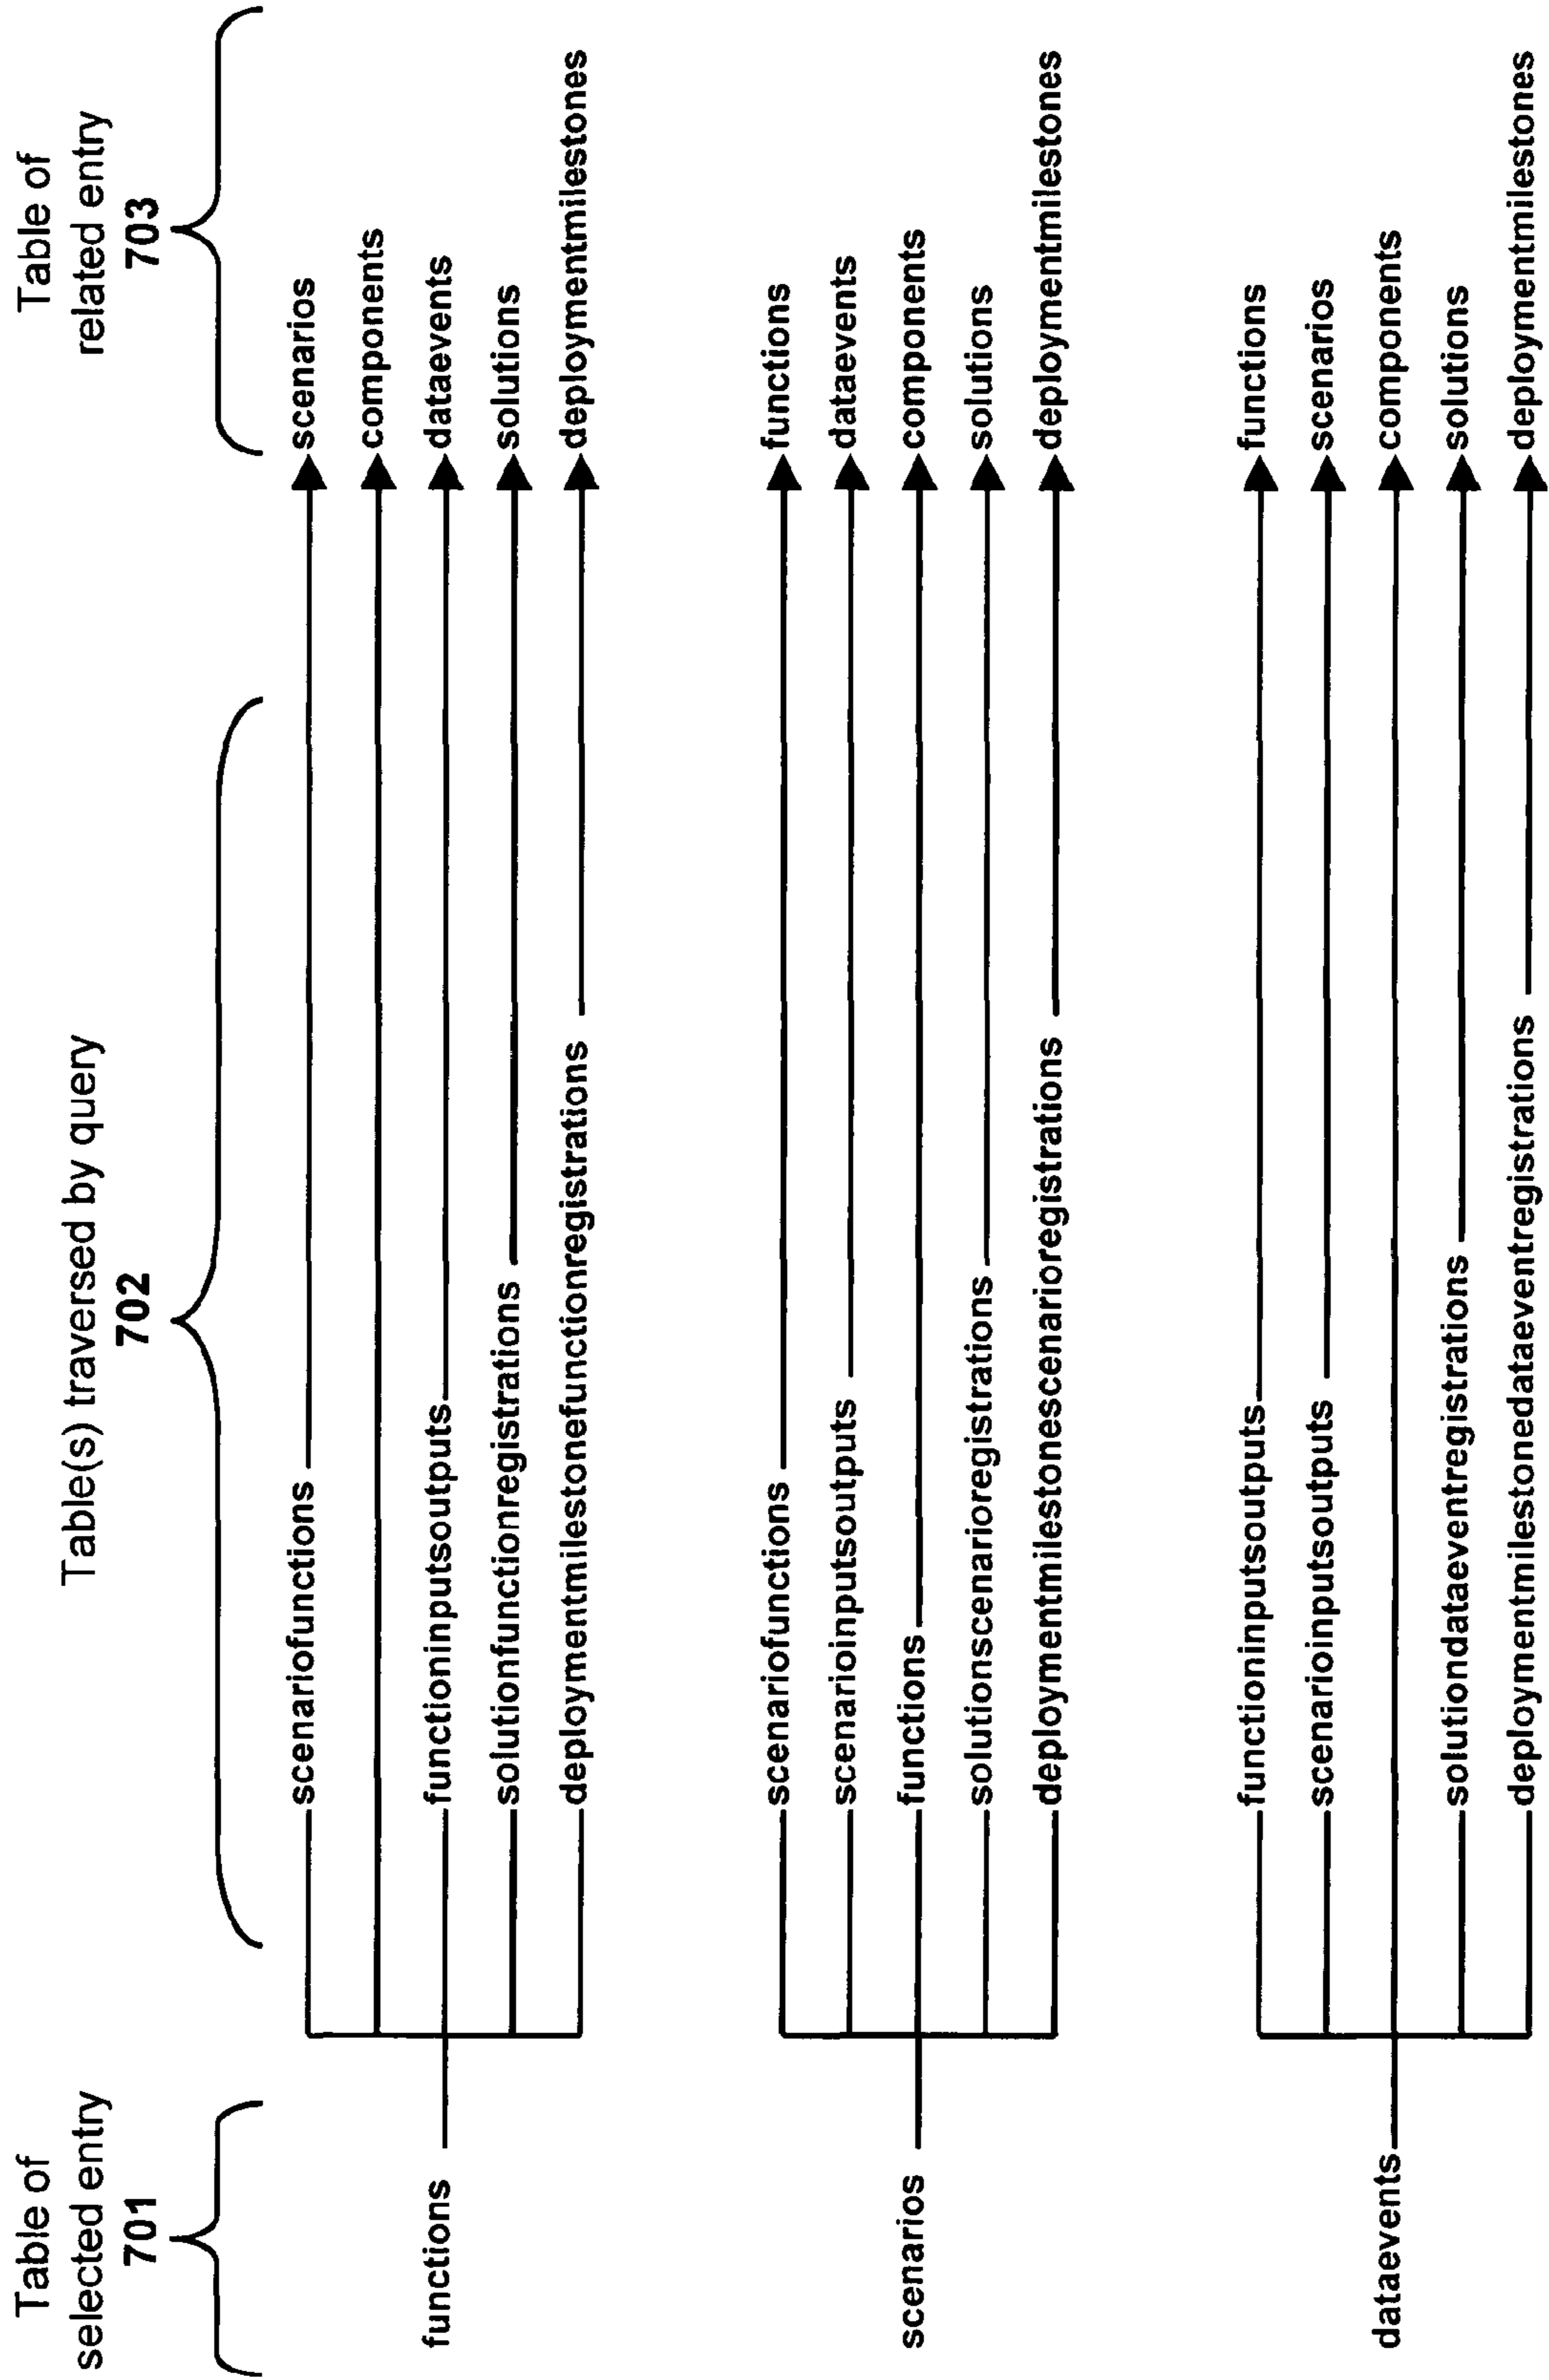 Table of
selected entry
701
Table(s) traversed by query
702
Table of
related entry
703
functions
scenariofunctions
scenarios
components
functioninputsoutputs
dataevents
solutionfunctionregistrations
solutions
deploymentmilestonefunctionregistrations
deploymentmilestones
scenarios
scenariofunctions
functions
scenarioinputsoutputs
dataevents
functions
components
solutionscenarioregistrations
solutions
deploymentmilestonescenarioregistrations
deploymentmilestones
dataevents
functioninputsoutputs
functions
scenarioinputsoutputs
scenarios
components
solutiondataeventregistrations
solutions
deploymentmilestonedataeventregistrations
deploymentmilestones